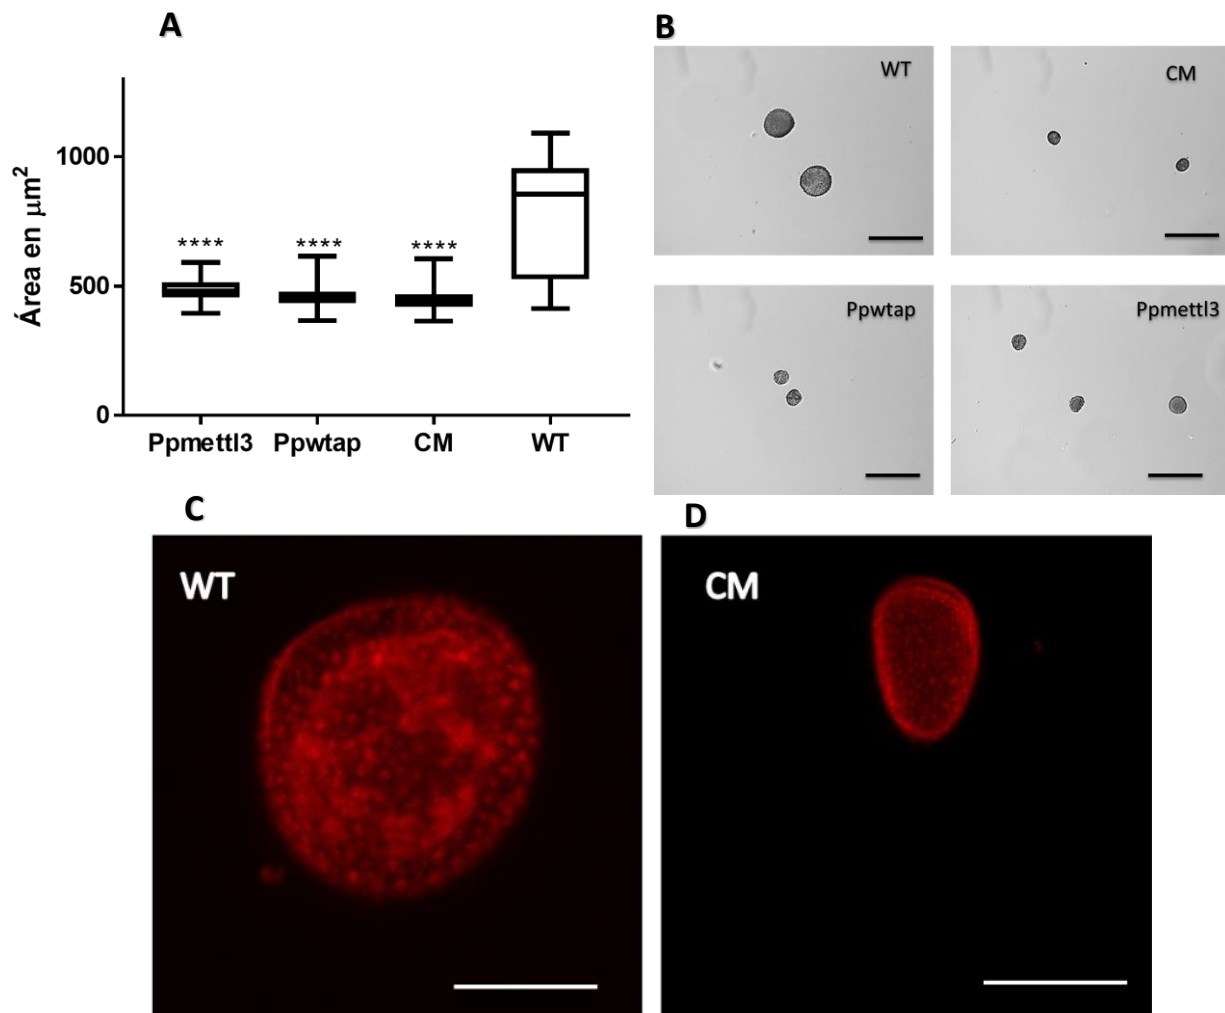 A
Área en μm²
1000
500
0
****
****
****
Ppmettl3
Ppwtap
CM
WT
B
WT
CM
Ppwtap
Ppmettl3
C
WT
D
CM